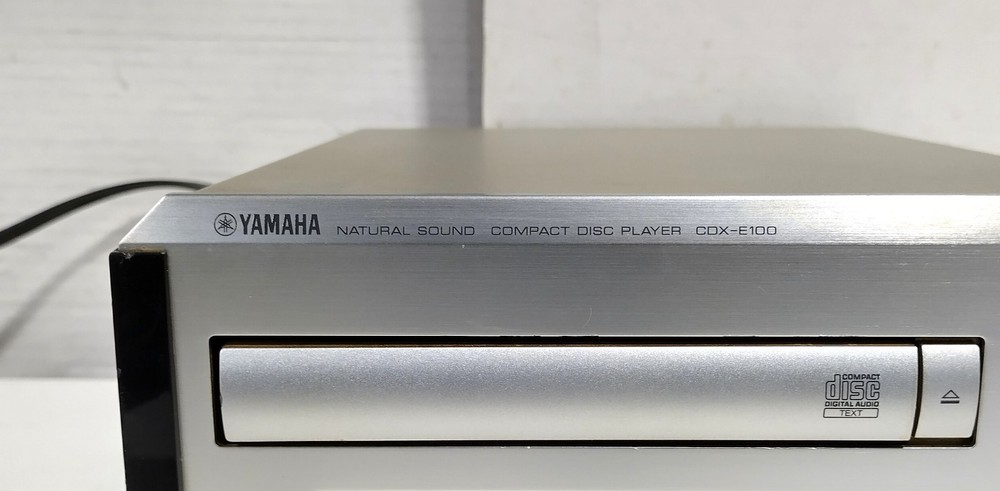 YAMAHA NATURAL SOUND COMPACT DISC PLAYER CDX-E100
COMPACT
disc
DIGITAL AUDIO
TEXT